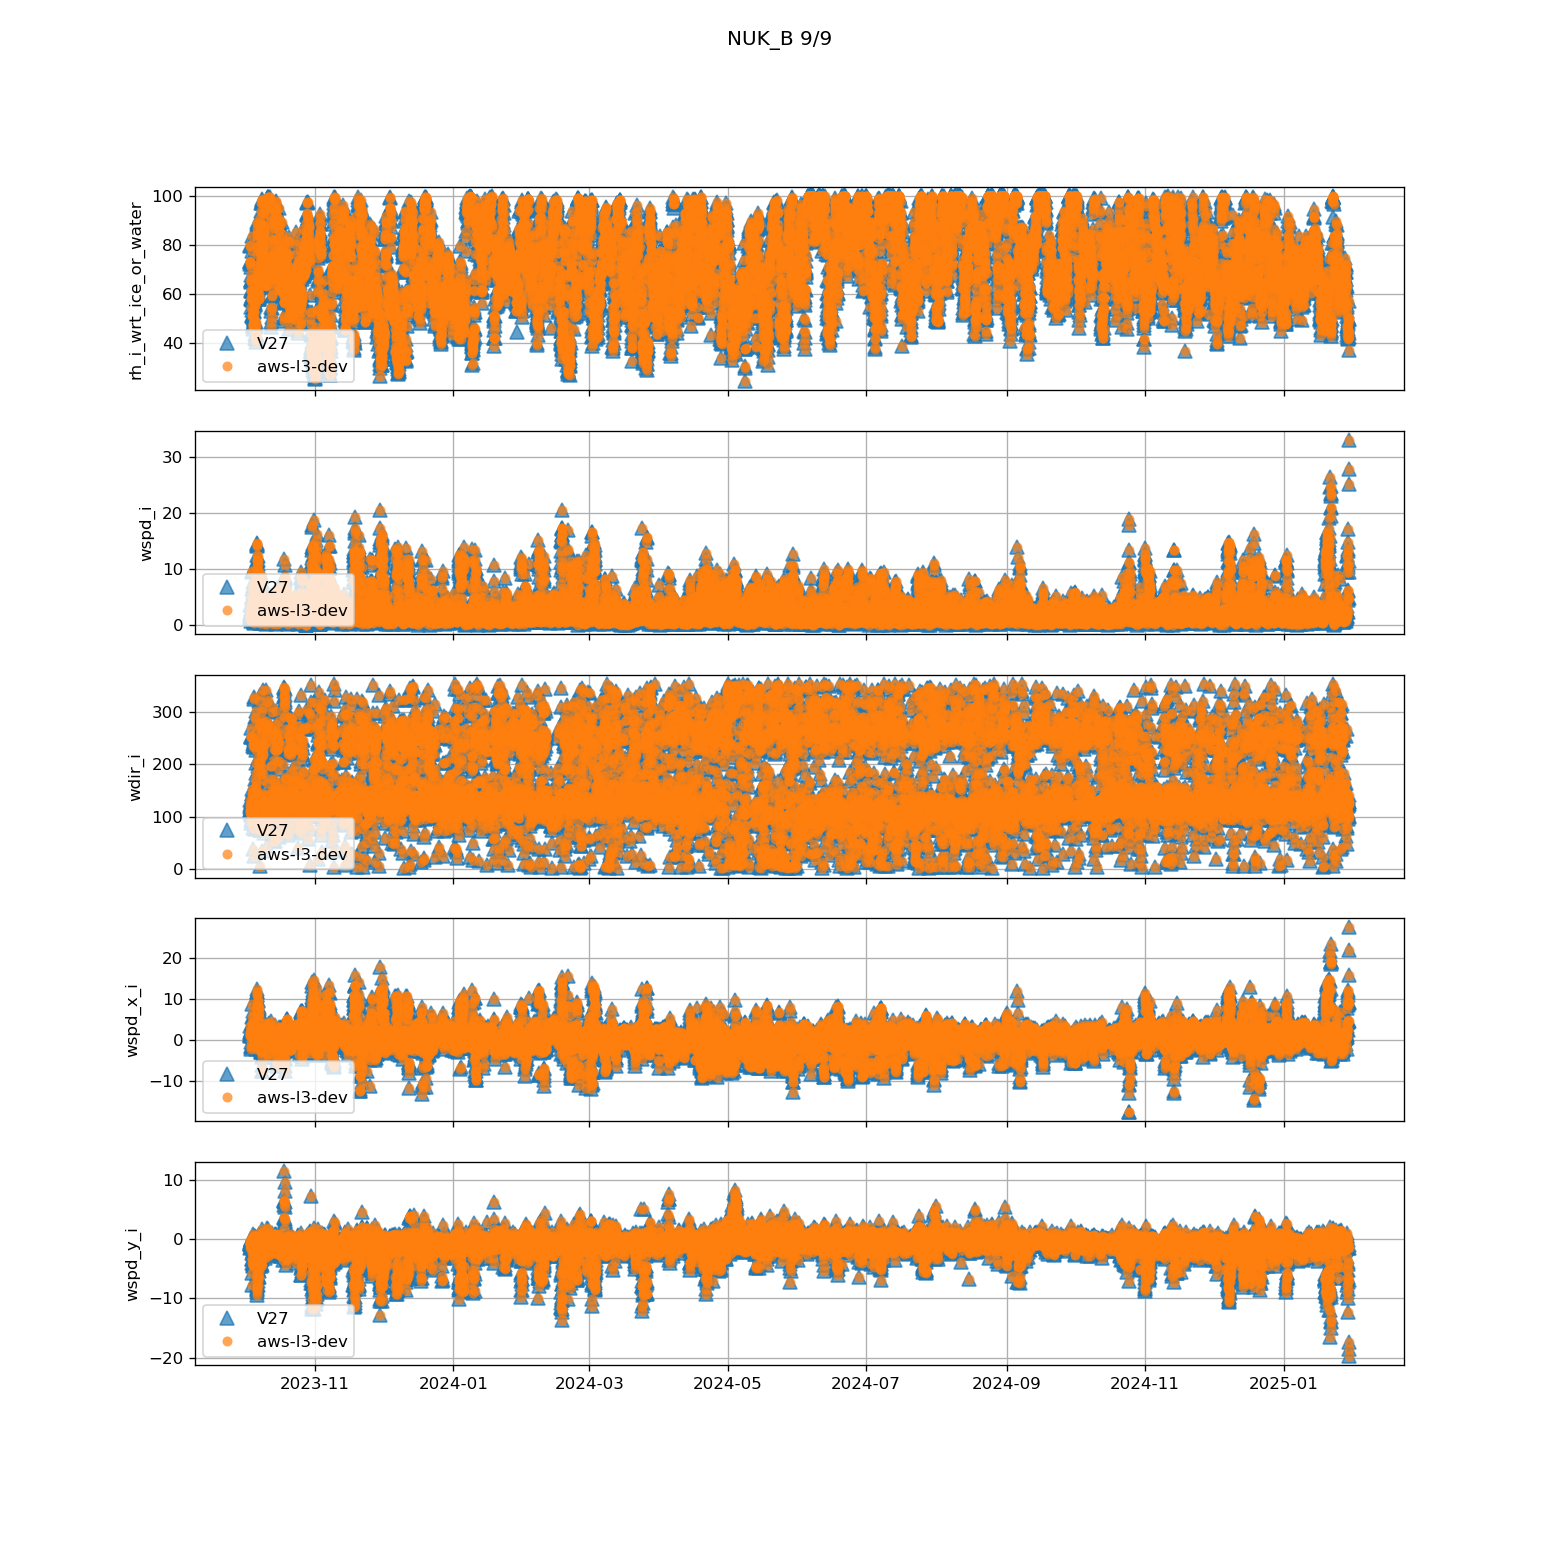 NUK_B 9/9
rh_i_wrt_ice_or_water
100
80
60
40
V27
aws-l3-dev
wspd_i
30
20
10
0
V27
aws-l3-dev
wdir_i
300
200
100
0
V27
aws-l3-dev
wspd_x_i
20
10
0
−10
V27
aws-l3-dev
wspd_y_i
10
0
−10
−20
V27
aws-l3-dev
2023-11
2024-01
2024-03
2024-05
2024-07
2024-09
2024-11
2025-01